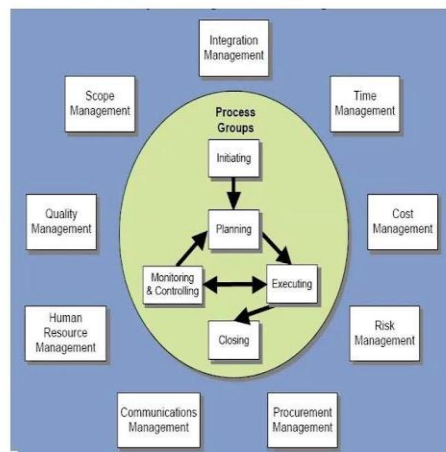 Integration
Management
Scope
Management
Time
Management
Process
Groups
Initiating
Quality
Management
Planning
Cost
Management
Monitoring
& Controlling
Executing
Human
Resource
Management
Closing
Risk
Management
Communications
Management
Procurement
Management